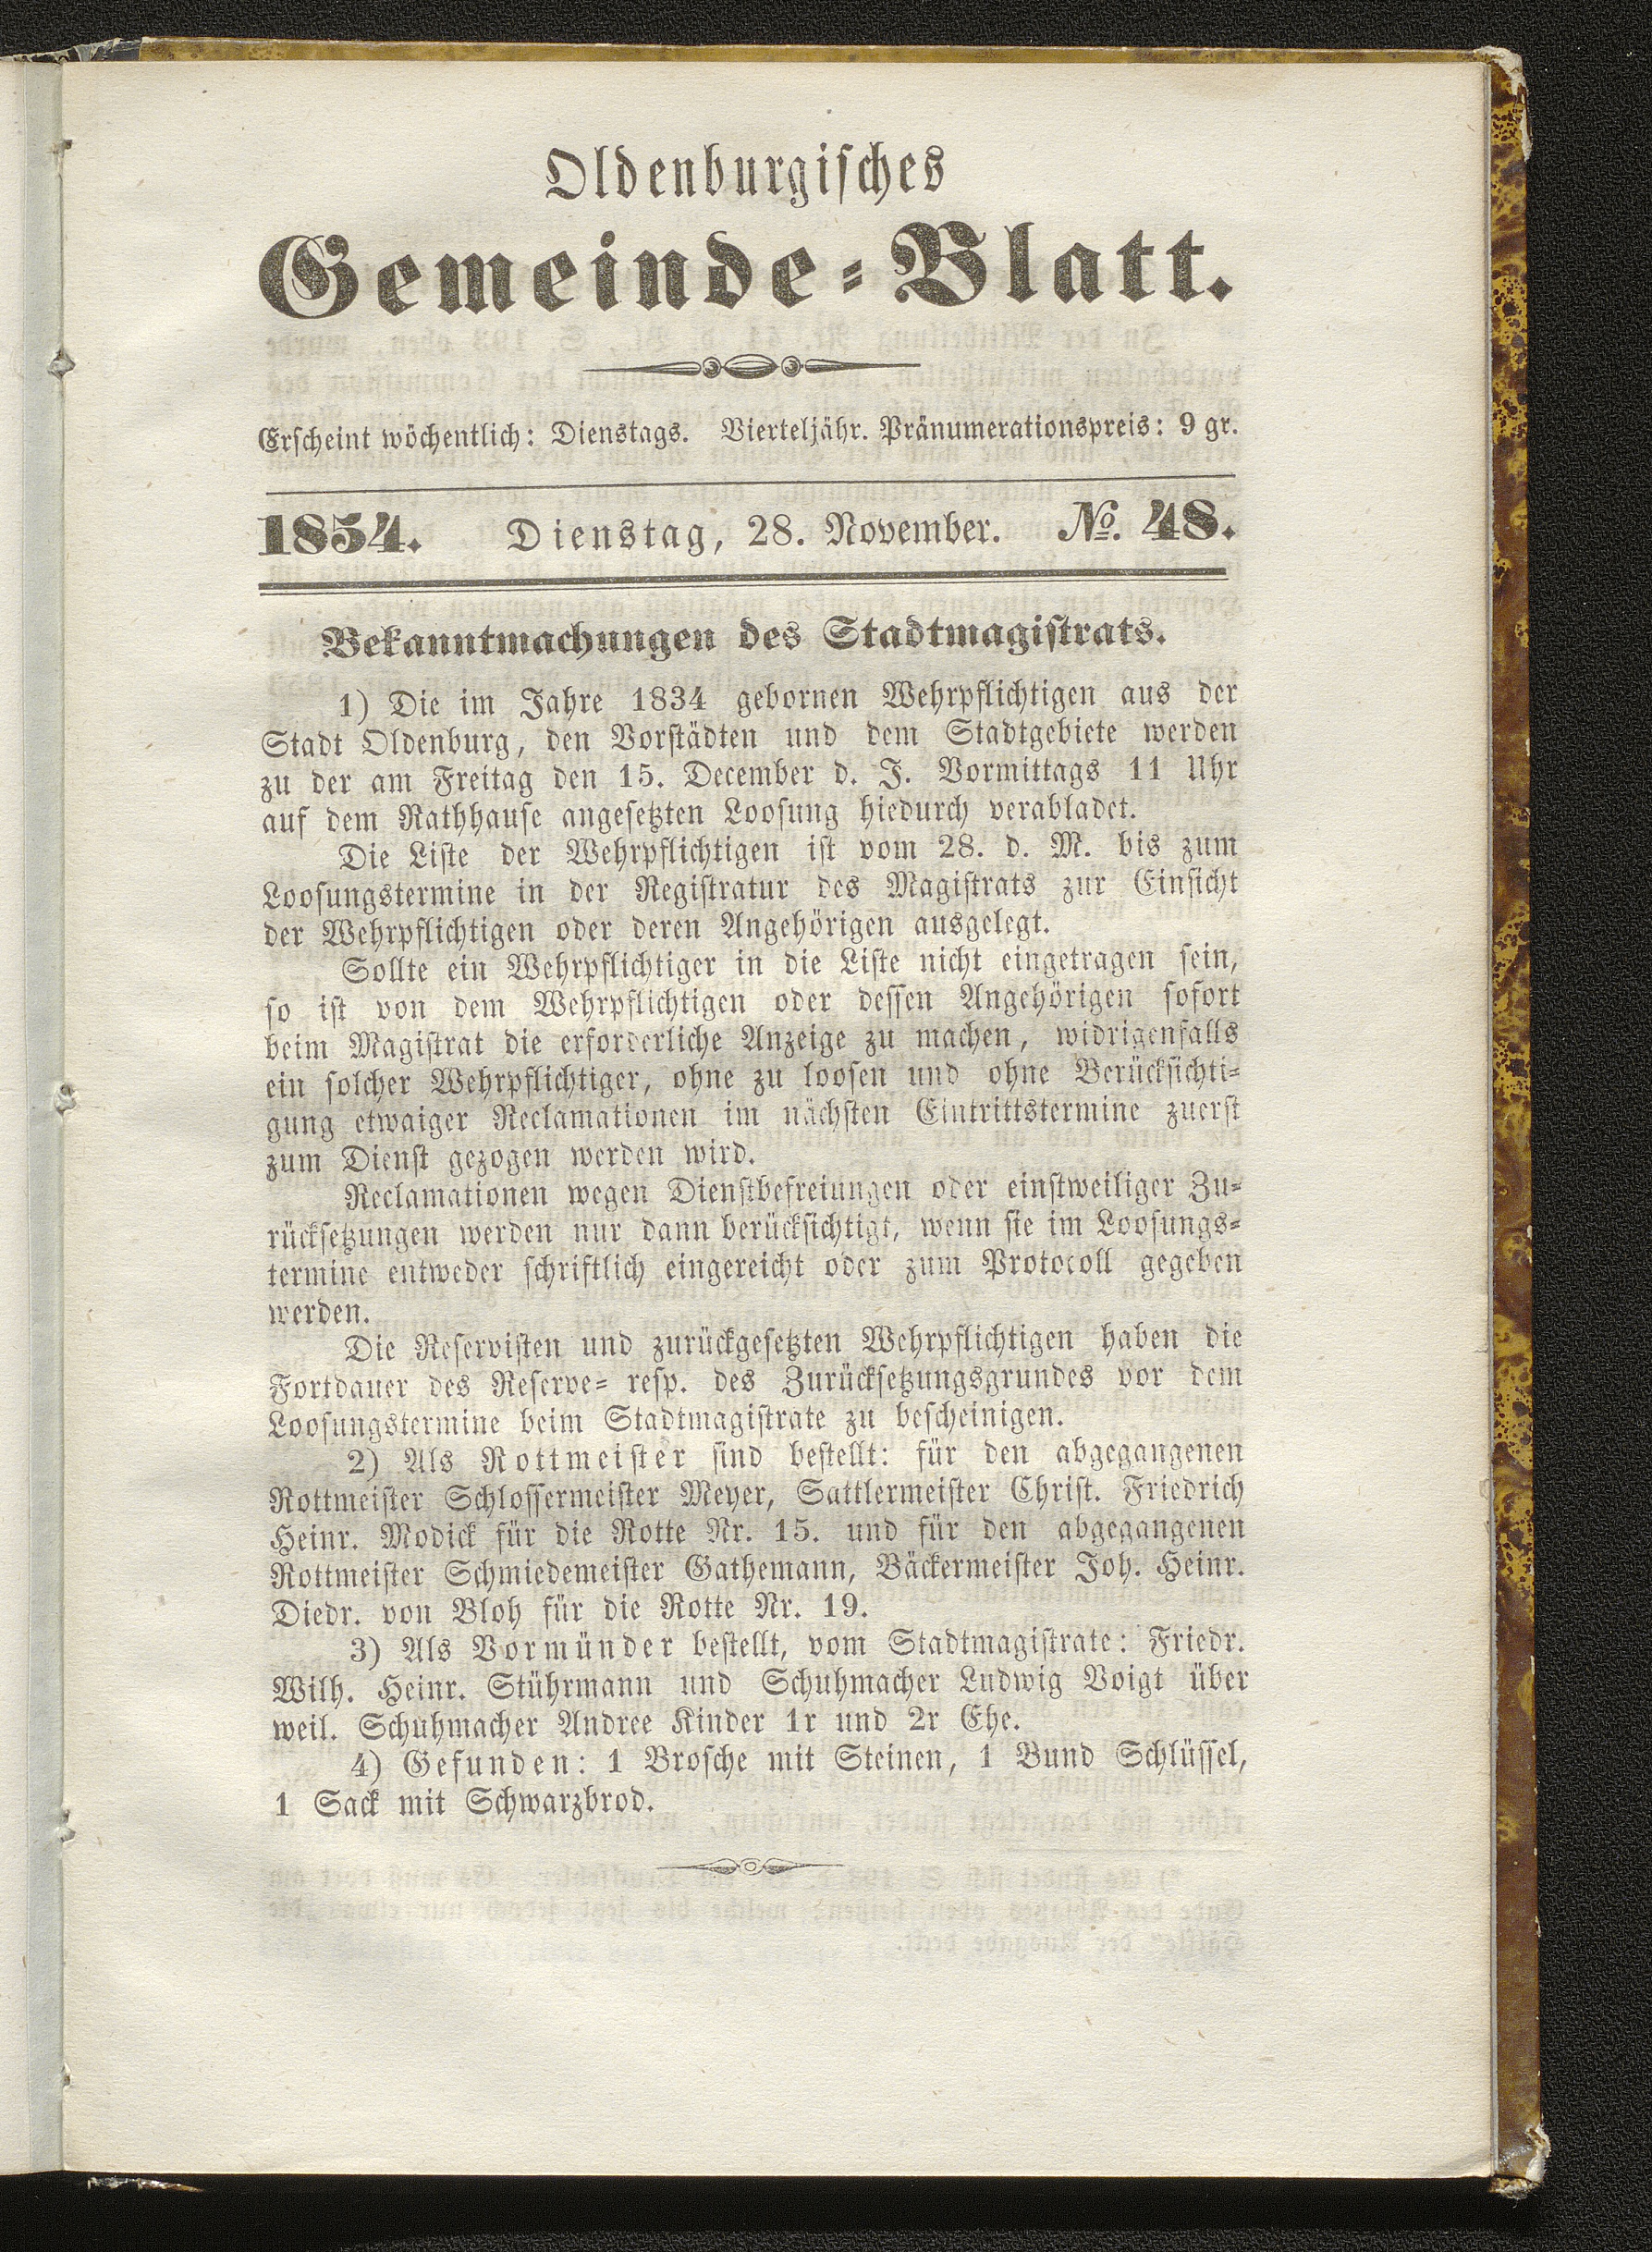 Oldenburgisches
Gemeinde-Blatt.
Erscheint wöchentlich: Dienstags. Vierteljähr. Pränumerationspreis: 9 gr.
1854. Dienstag, 28. November. No. 48.
Bekanntmachungen des Stadtmagistrats.
1) Die im Jahre 1834 gebornen Wehrpflichtigen aus der
Stadt Oldenburg, den Vorstädten und dem Stadtgebiete werden
zu der am Freitag den 15. December d. J. Vormittags 11 Uhr
auf dem Rathhause angesetzten Loosung hiedurch verabladet.
Die Liste der Wehrpflichtigen ist vom 28. d. M. bis zum
Loosungstermine in der Registratur des Magistrats zur Einsicht
der Wehrpflichtigen oder deren Angehörigen ausgelegt.
Sollte ein Wehrpflichtiger in die Liste nicht eingetragen sein,
so ist von dem Wehrpflichtigen oder dessen Angehörigen sofort
beim Magistrat die erforderliche Anzeige zu machen, widrigenfalls
ein solcher Wehrpflichtiger, ohne zu loosen und ohne Berücksichti-
gung etwaiger Reclamationen im nächsten Eintrittstermine zuerst
zum Dienst gezogen werden wird.
Reclamationen wegen Dienstbefreiungen oder einstweiliger Zu-
rücksetzungen werden nur dann berücksichtigt, wenn sie im Loosungs-
termine entweder schriftlich eingereicht oder zum Protocoll gegeben
werden.
Die Reservisten und zurückgesetzten Wehrpflichtigen haben die
Fortdauer des Reserve- resp. des Zurücksetzungsgrundes vor dem
Loosungstermine beim Stadtmagistrate zu bescheinigen.
2) Als Rottmeister sind bestellt: für den abgegangenen
Rottmeister Schlossermeister Meyer, Sattlermeister Christ. Friedrich
Heinr. Modick für die Rotte Nr. 15. und für den abgegangenen
Rottmeister Schmiedemeister Gathemann, Bäckermeister Joh. Heinr.
Diedr. von Bloh für die Rotte Nr. 19.
3) Als Vormünder bestellt, vom Stadtmagistrate: Friedr.
Wilh. Heinr. Stührmann und Schuhmacher Ludwig Voigt über
weil. Schuhmacher Andree Kinder 1r und 2r Ehe.
4) Gefunden: 1 Brosche mit Steinen, 1 Bund Schlüssel,
1 Sack mit Schwarzbrod.